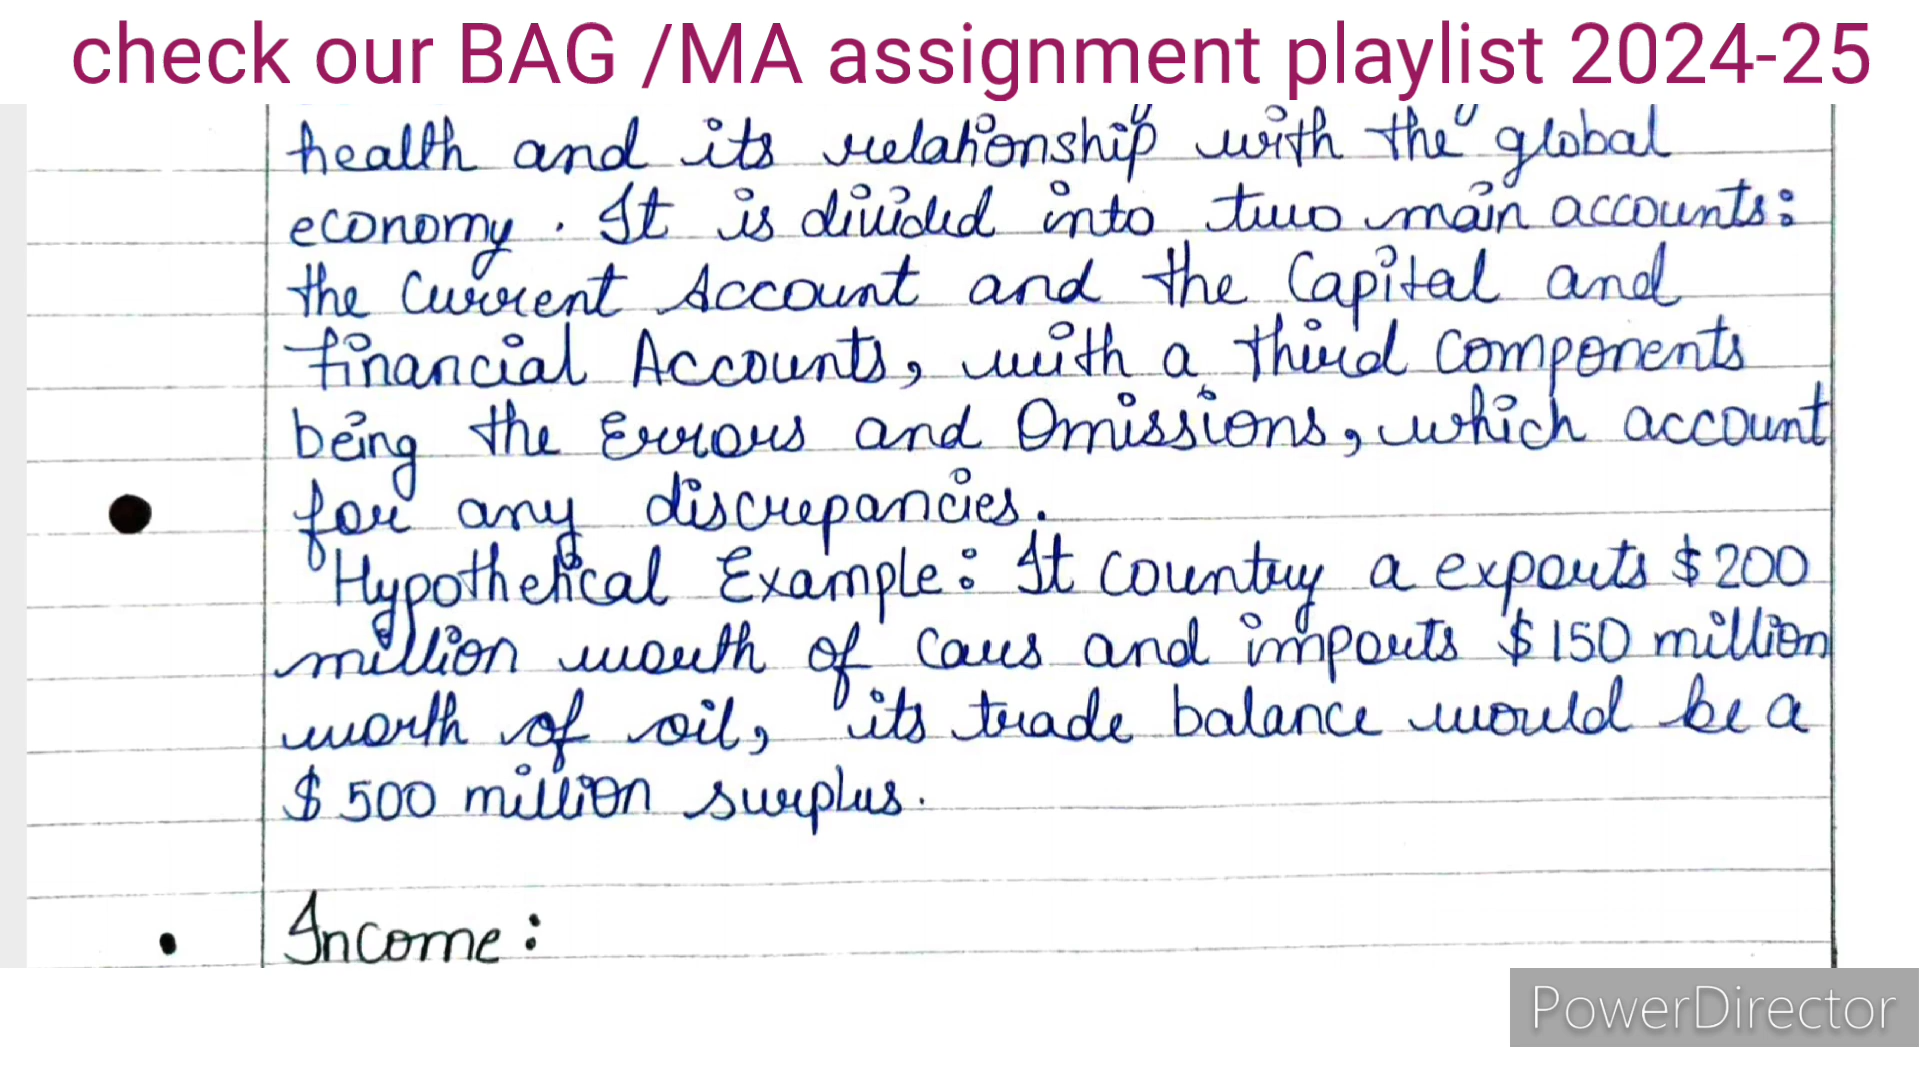 check our BAG /MA assignment playlist 2024-25
health and its relationship with the global
economy. It is divided into two main accounts:
the Current Account and the Capital and
financial Accounts, with a third components
being the Errors and Omissions, which account
for any discrepancies.
Hypothetical Example: It country a exports $200
million worth of cars and imports $150 million
worth of oil, its trade balance would be a
$500 million surplus.
Income:
PowerDirector